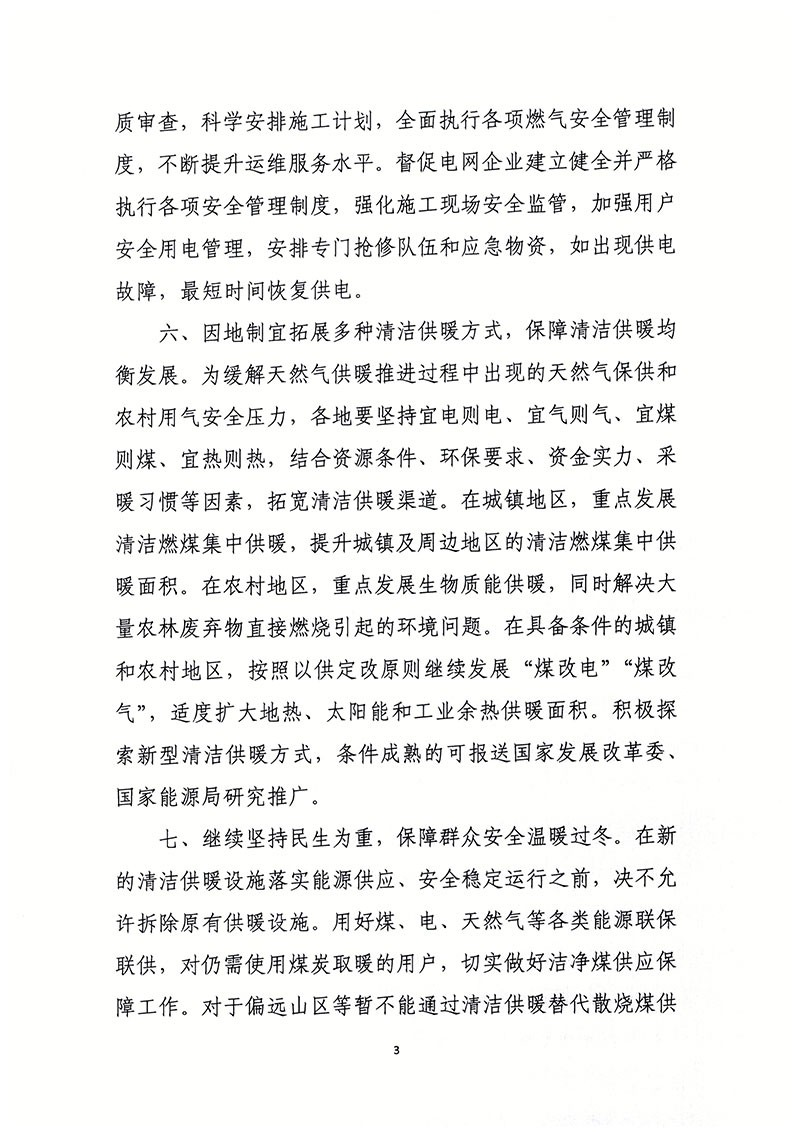 质审查，科学安排施工计划，全面执行各项燃气安全管理制
度，不断提升运维服务水平。督促电网企业建立健全并严格
执行各项安全管理制度，强化施工现场安全监管，加强用户
安全用电管理，安排专门抢修队伍和应急物资，如出现供电
故障，最短时间恢复供电。
六、因地制宜拓展多种清洁供暖方式，保障清洁供暖均
衡发展。为缓解天然气供暖推进过程中出现的天然气保供和
农村用气安全压力，各地要坚持宜电则电、宜气则气、宜煤
则煤、宜热则热，结合资源条件、环保要求、资金实力、采
暖习惯等因素，拓宽清洁供暖渠道。在城镇地区，重点发展
清洁燃煤集中供暖，提升城镇及周边地区的清洁燃煤集中供
暖面积。在农村地区，重点发展生物质能供暖，同时解决大
量农林废弃物直接燃烧引起的环境问题。在具备条件的城镇
和农村地区，按照以供定改原则继续发展“煤改电”“煤改
气”，适度扩大地热、太阳能和工业余热供暖面积。积极探
索新型清洁供暖方式，条件成熟的可报送国家发展改革委、
国家能源局研究推广。
七、继续坚持民生为重，保障群众安全温暖过冬。在新
的清洁供暖设施落实能源供应、安全稳定运行之前，决不允
许拆除原有供暖设施。用好煤、电、天然气等各类能源联保
联供，对仍需使用煤炭取暖的用户，切实做好洁净煤供应保
障工作。对于偏远山区等暂不能通过清洁供暖替代散烧煤供
3